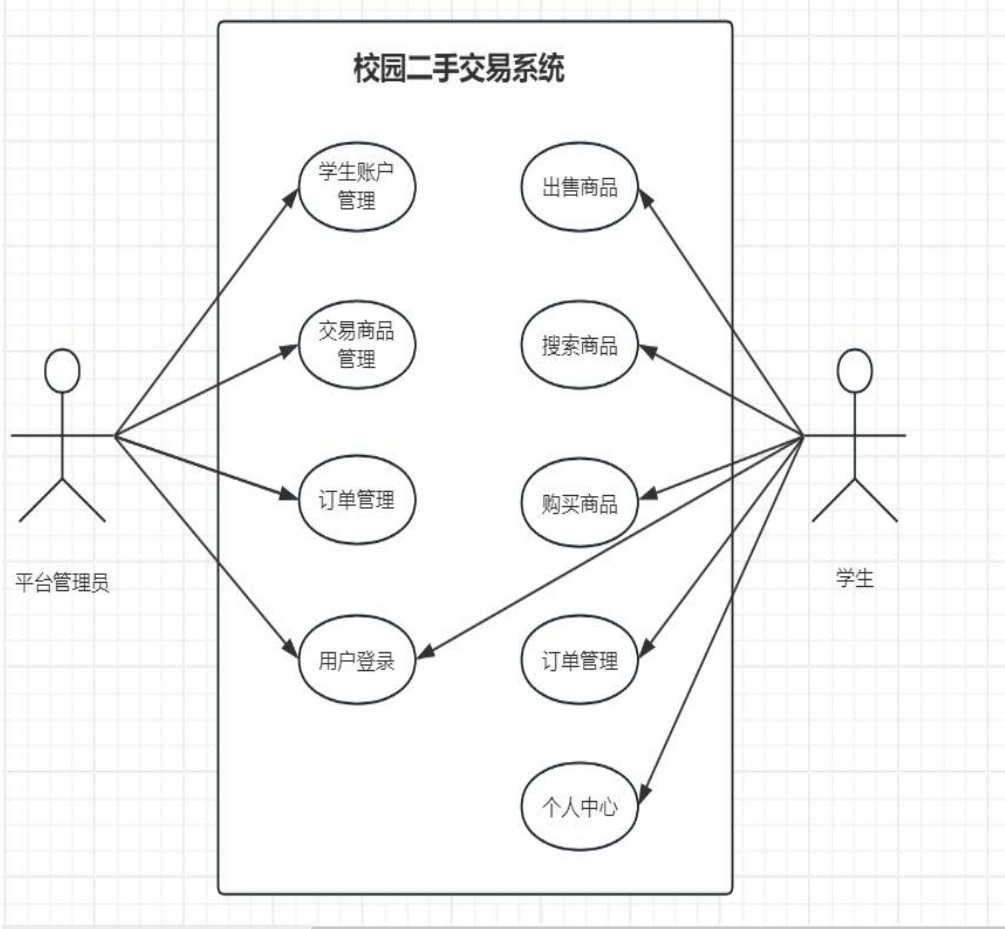 校园二手交易系统
学生账户
管理
出售商品
交易商品
管理
搜索商品
订单管理
购买商品
平台管理员
学生
用户登录
订单管理
个人中心